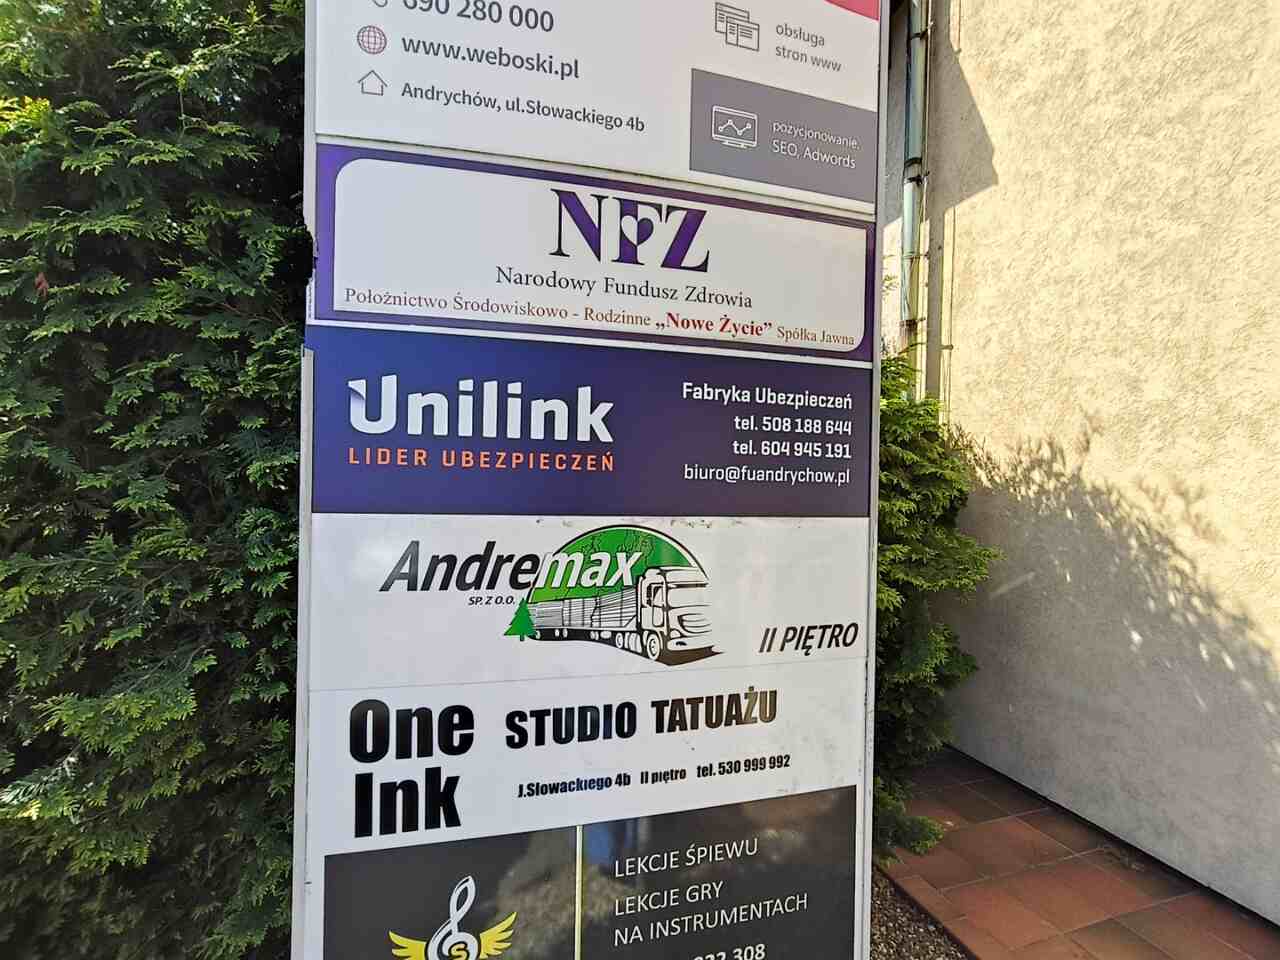 690 280 000
www.weboski.pl
Andrychów, ul.Słowackiego 4b
obsługa
stron www
pozycjonowanie,
SEO, Adwords
NFZ
Narodowy Fundusz Zdrowia
Położnictwo Środowiskowo - Rodzinne „Nowe Życie” Spółka Jawna
Unilink
LIDER UBEZPIECZEŃ
Fabryka Ubezpieczeń
tel. 508 188 644
tel. 604 945 191
biuro@fuandrychow.pl
Andremax
SP. Z O.O.
II PIĘTRO
One
Ink
STUDIO TATUAŻU
J.Słowackiego 4b II piętro tel. 530 999 992
LEKCJE ŚPIEWU
LEKCJE GRY
NA INSTRUMENTACH
S
308